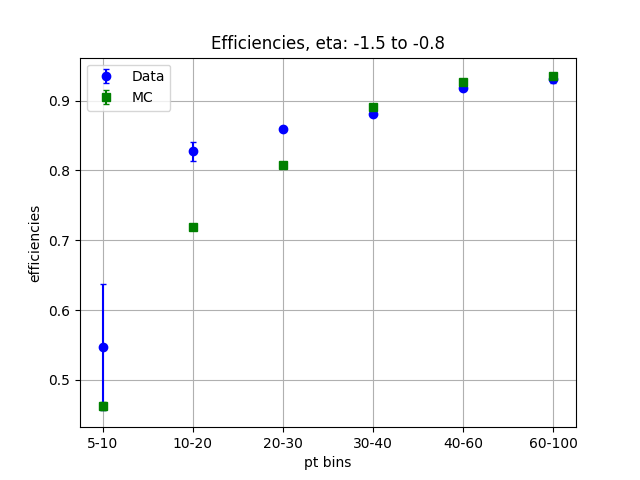 Efficiencies, eta: -1.5 to -0.8
Data
MC
efficiencies
0.9
0.8
0.7
0.6
0.5
5-10 10-20 20-30 30-40 40-60 60-100
pt bins